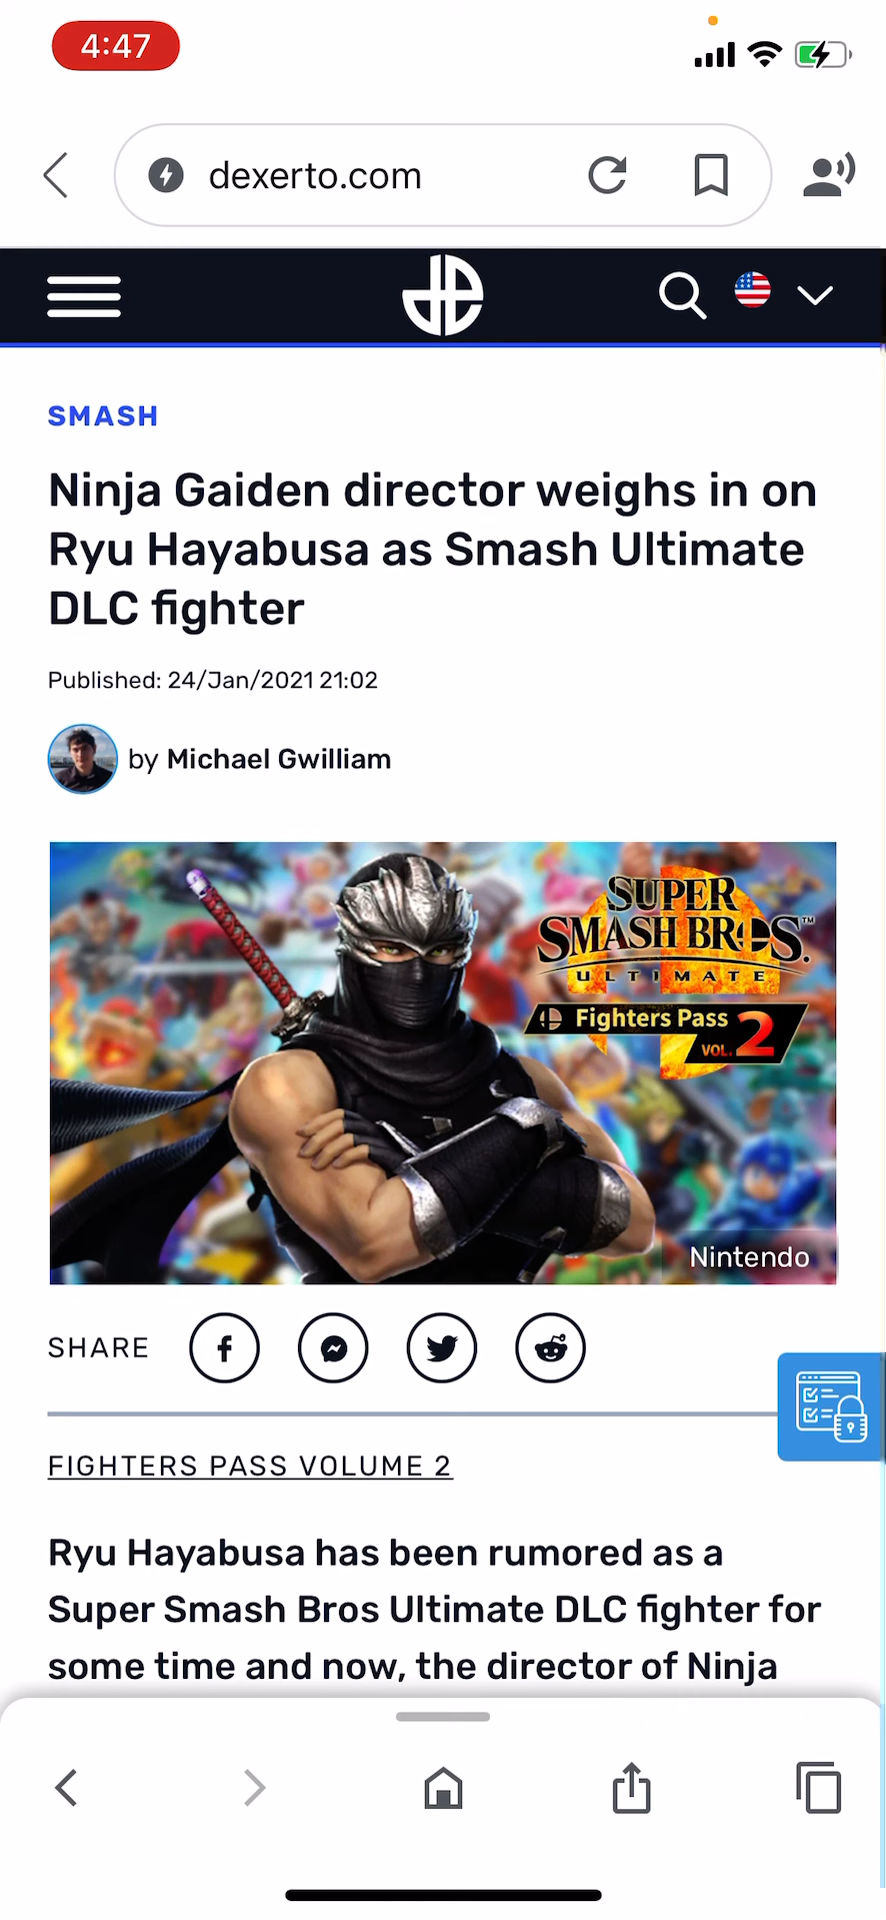 4:47
dexerto.com
SMASH
Ninja Gaiden director weighs in on
Ryu Hayabusa as Smash Ultimate
DLC fighter
Published: 24/Jan/2021 21:02
by Michael Gwilliam
SUPER
SMASH BROS.™
ULTIMATE
Fighters Pass
VOL. 2
Nintendo
SHARE
FIGHTERS PASS VOLUME 2
Ryu Hayabusa has been rumored as a
Super Smash Bros Ultimate DLC fighter for
some time and now, the director of Ninja